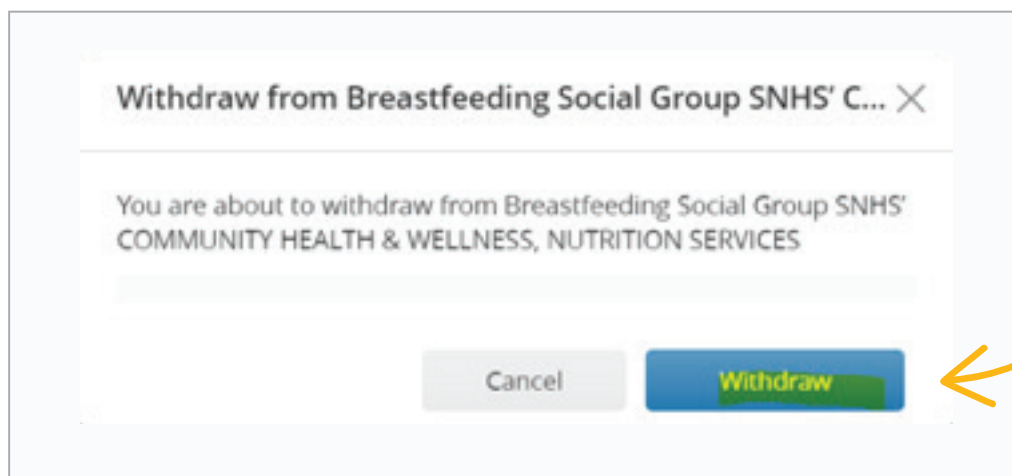 Withdraw from Breastfeeding Social Group SNHS’ C...
You are about to withdraw from Breastfeeding Social Group SNHS’
COMMUNITY HEALTH & WELLNESS, NUTRITION SERVICES
Cancel
Withdraw